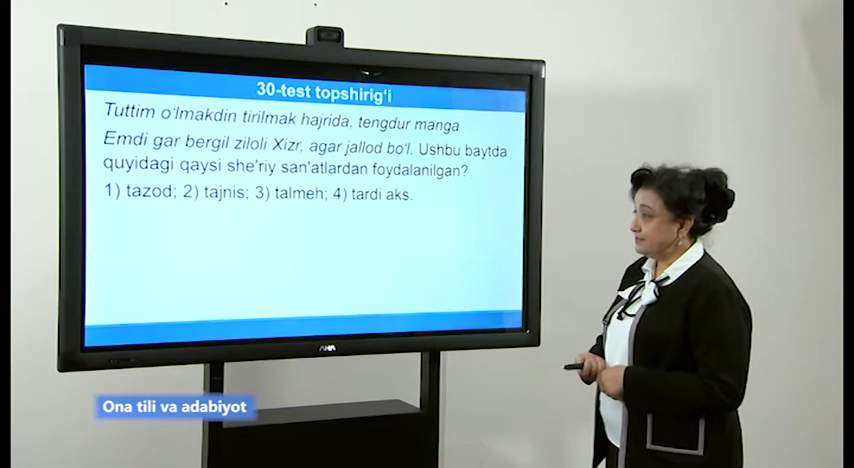 30-test topshirig‘i
Tuttim o‘lmakdin tirilmak hajrida, tengdur manga
Emdi gar bergil ziloli Xizr, agar jallod bo‘l. Ushbu baytda
quyidagi qaysi she'riy san'atlardan foydalanilgan?
1) tazod; 2) tajnis; 3) talmeh; 4) tardi aks.
AHA
Ona tili va adabiyot